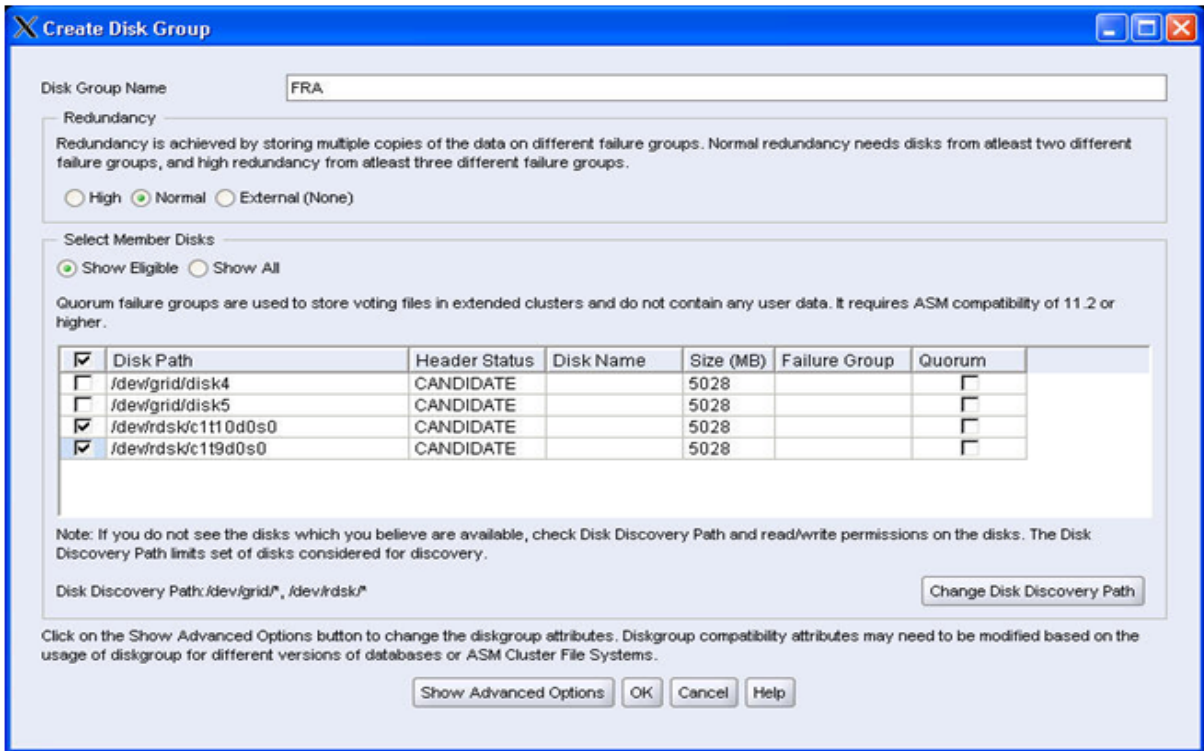 Create Disk Group
Disk Group Name FRA
Redundancy
Redundancy is achieved by storing multiple copies of the data on different failure groups. Normal redundancy needs disks from atleast two different
failure groups, and high redundancy from atleast three different failure groups.
High Normal External (None)
Select Member Disks
Show Eligible Show All
Quorum failure groups are used to store voting files in extended clusters and do not contain any user data. It requires ASM compatibility of 11.2 or
higher.
Disk Path Header Status Disk Name Size (MB) Failure Group Quorum
/dev/grid/disk4 CANDIDATE 5028
/dev/grid/disk5 CANDIDATE 5028
/dev/rdsk/c1t10d0s0 CANDIDATE 5028
/dev/rdsk/c1t9d0s0 CANDIDATE 5028
Note: If you do not see the disks which you believe are available, check Disk Discovery Path and read/write permissions on the disks. The Disk
Discovery Path limits set of disks considered for discovery.
Disk Discovery Path:/dev/grid/*, /dev/rdsk/* Change Disk Discovery Path
Click on the Show Advanced Options button to change the diskgroup attributes. Diskgroup compatibility attributes may need to be modified based on the
usage of diskgroup for different versions of databases or ASM Cluster File Systems.
Show Advanced Options OK Cancel Help